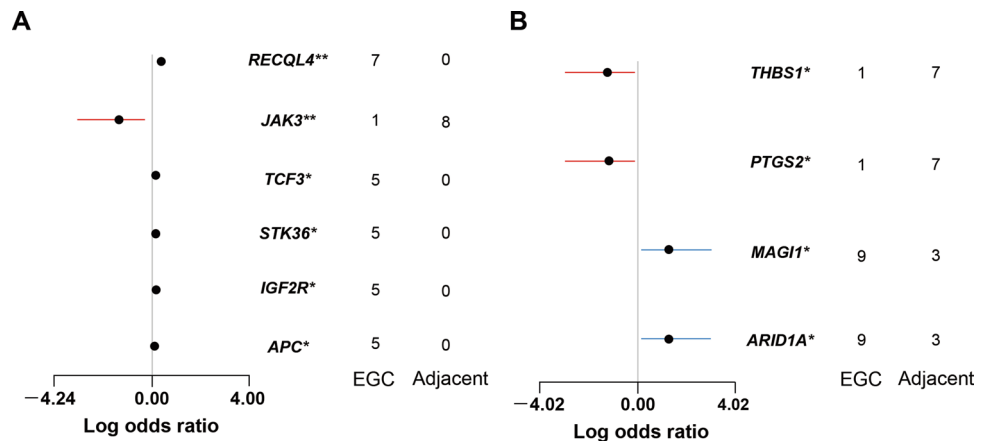 A
RECQL4** 7 0
JAK3** 1 8
TCF3* 5 0
STK36* 5 0
IGF2R* 5 0
APC* 5 0
EGC Adjacent
−4.24 0.00 4.00
Log odds ratio
B
THBS1* 1 7
PTGS2* 1 7
MAGI1* 9 3
ARID1A* 9 3
EGC Adjacent
−4.02 0.00 4.02
Log odds ratio